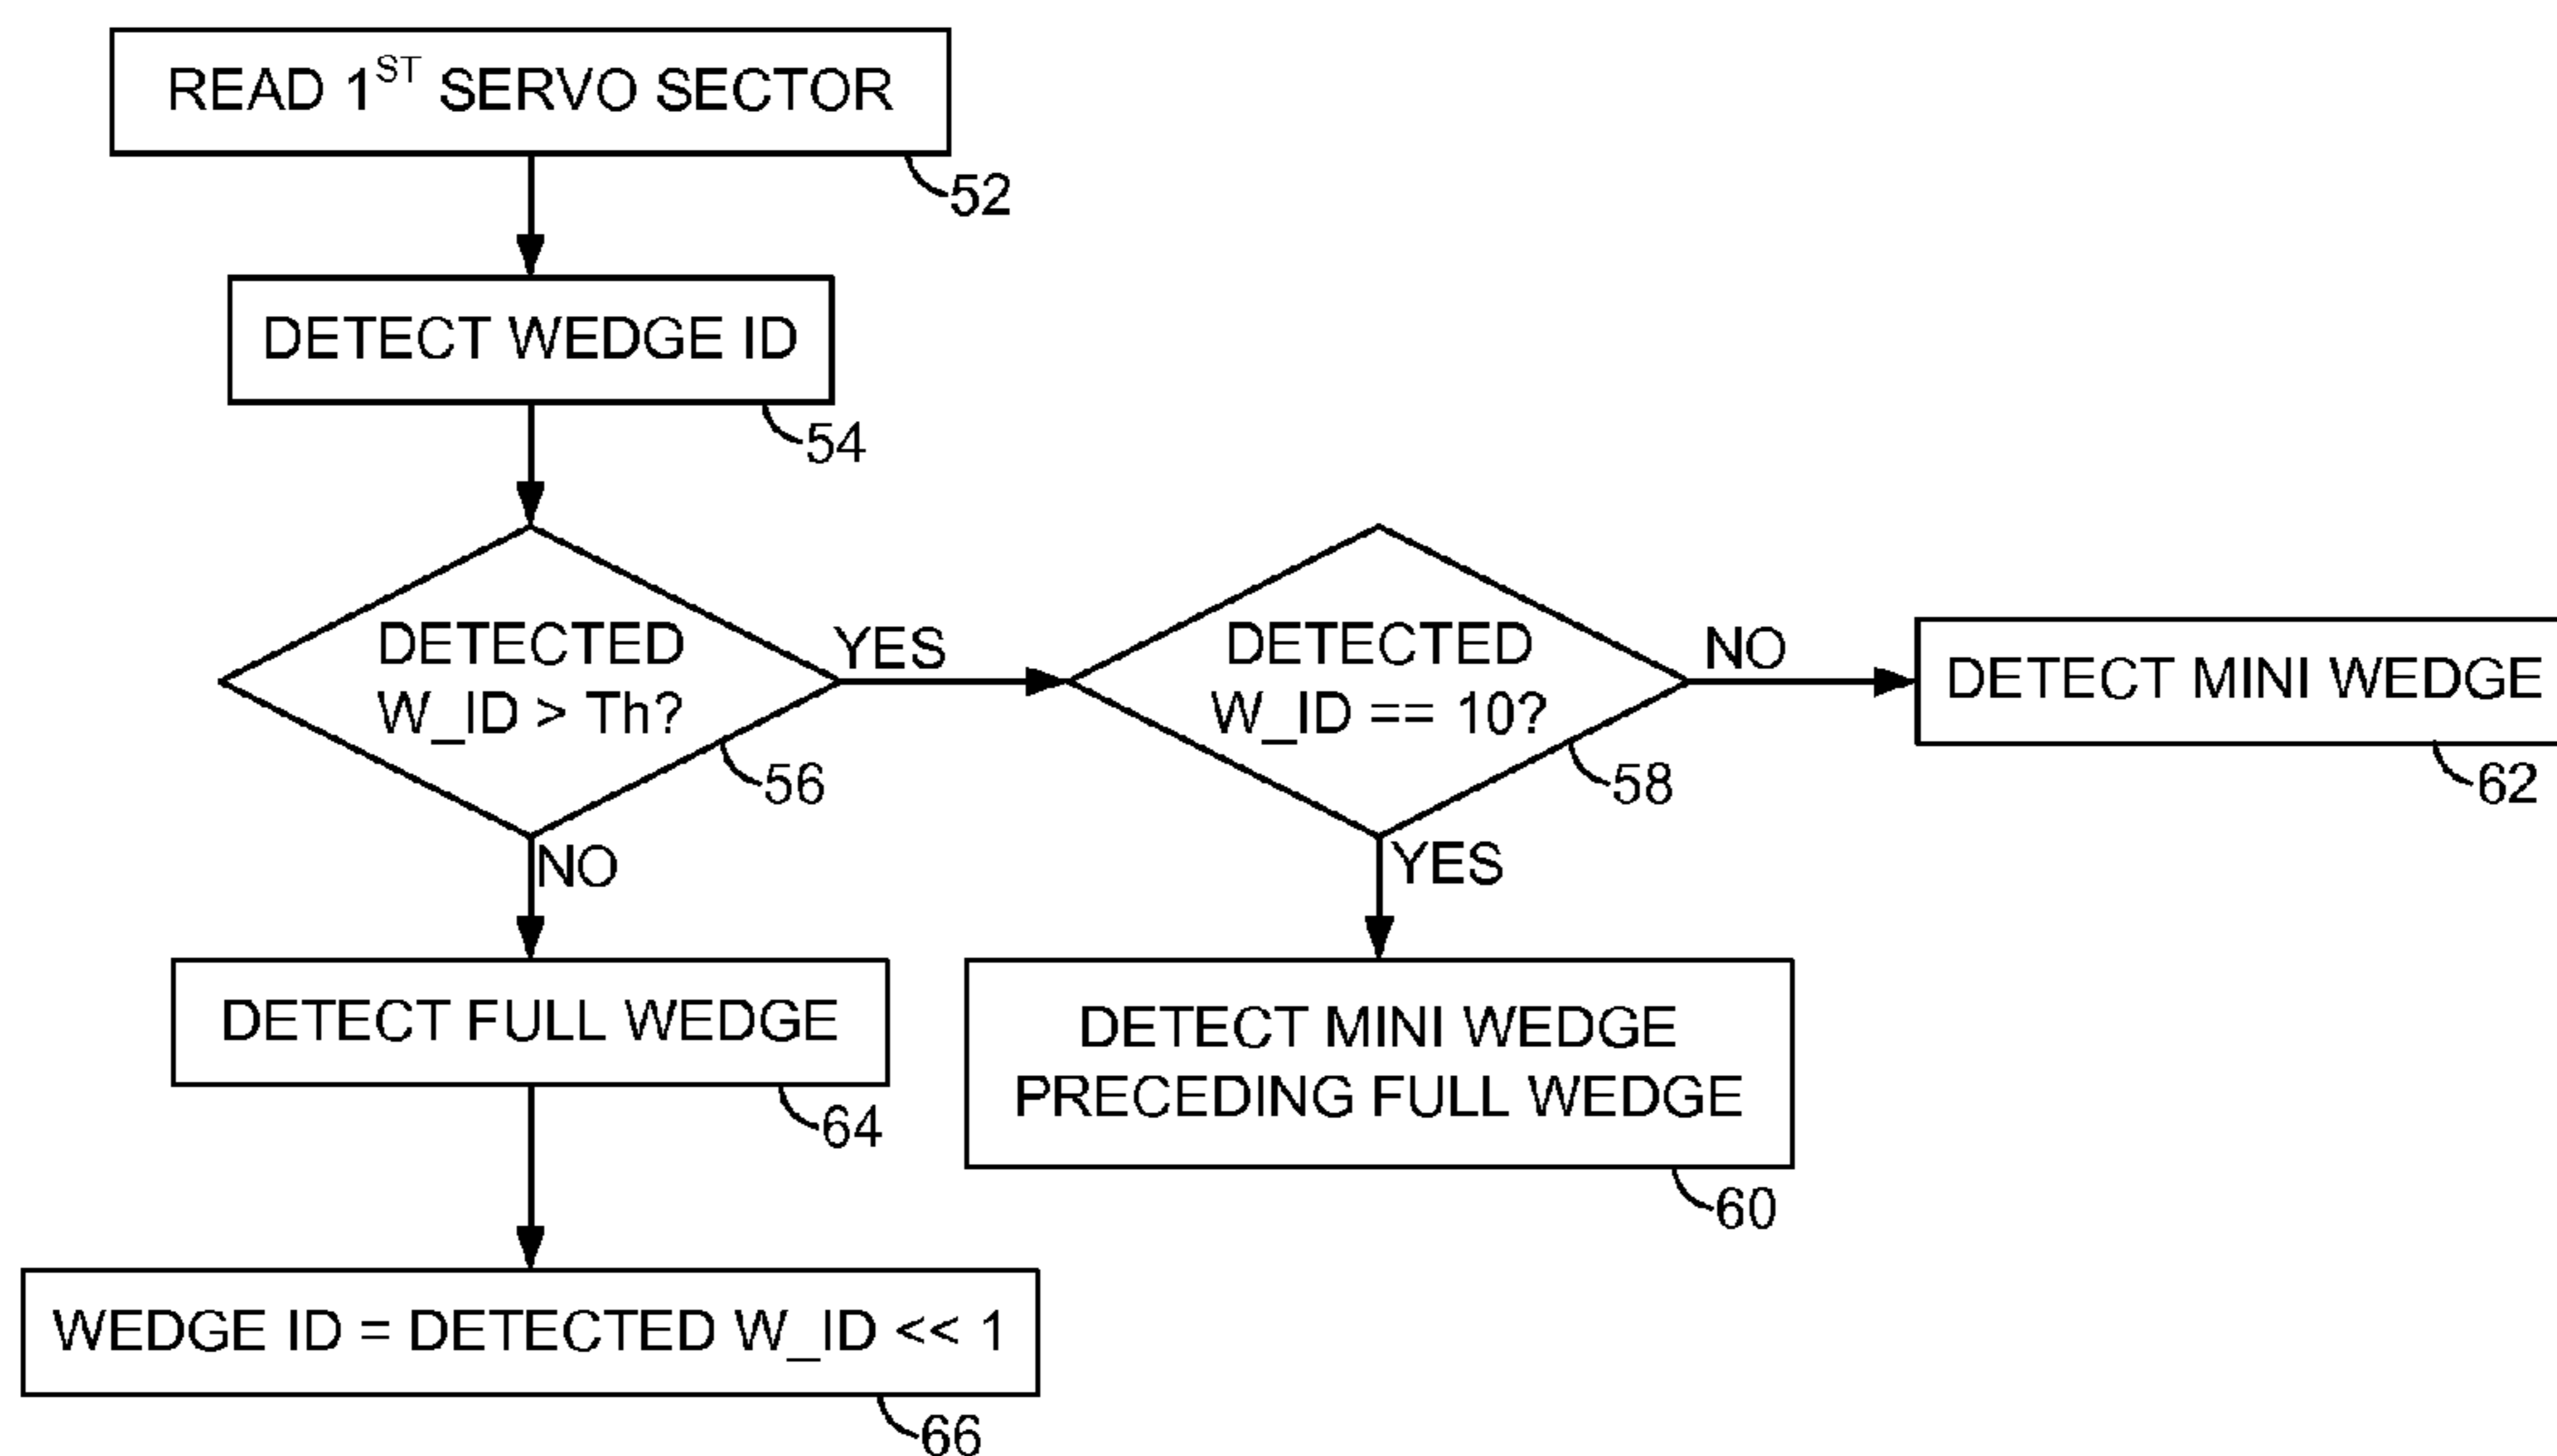 READ 1ST SERVO SECTOR
52
DETECT WEDGE ID
54
DETECTED
W_ID > Th?
56
YES
DETECTED
W_ID == 10?
58
NO
DETECT MINI WEDGE
62
NO
YES
DETECT FULL WEDGE
64
DETECT MINI WEDGE
PRECEDING FULL WEDGE
60
WEDGE ID = DETECTED W_ID << 1
66